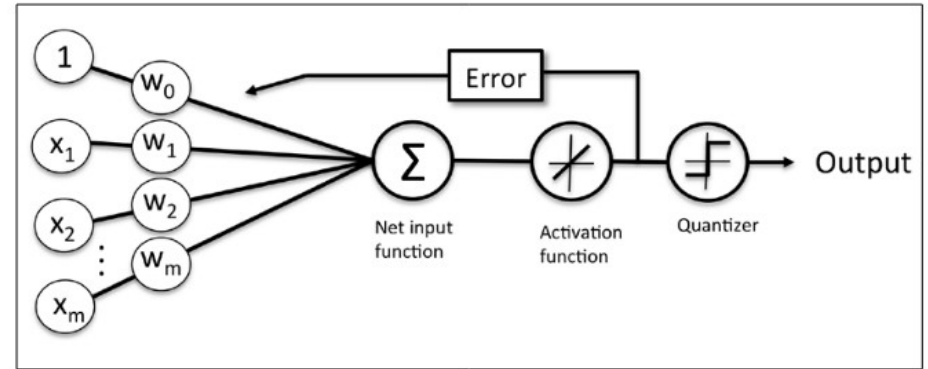 1
w₀
Error
x₁
w₁
Σ
Output
x₂
w₂
Net input
function
Activation
function
Quantizer
⋮
wₘ
xₘ